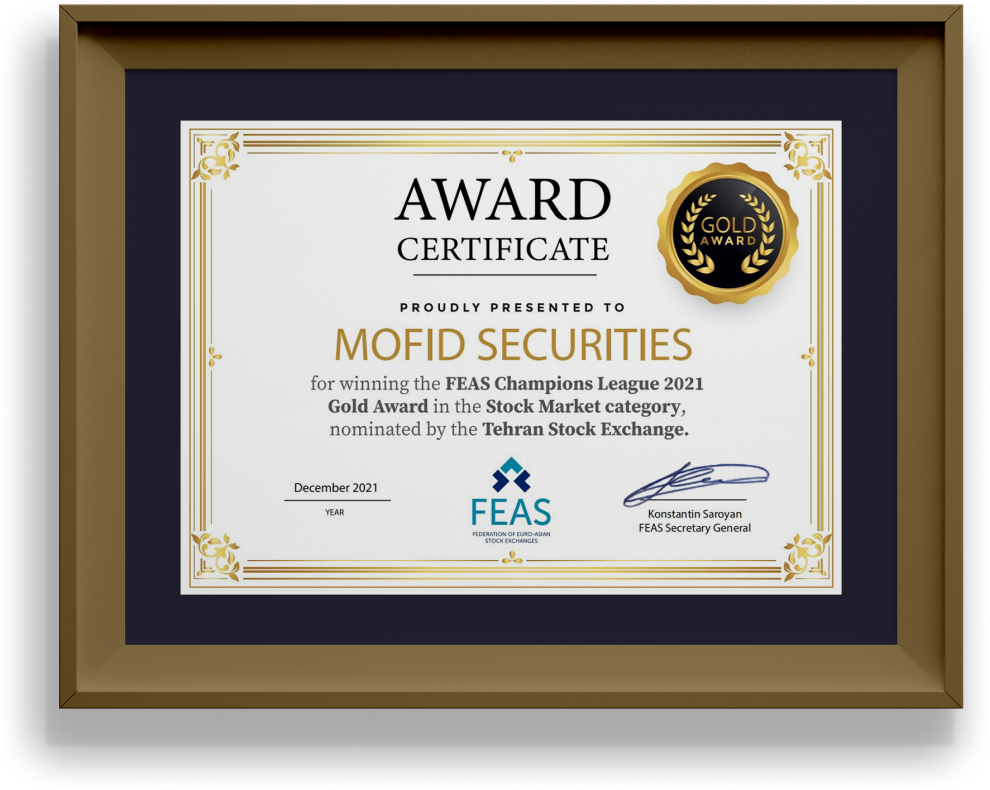 AWARD
CERTIFICATE
GOLD
AWARD
PROUDLY PRESENTED TO
MOFID SECURITIES
for winning the FEAS Champions League 2021
Gold Award in the Stock Market category,
nominated by the Tehran Stock Exchange.
December 2021
YEAR
FEAS
FEDERATION OF EURO-ASIAN
STOCK EXCHANGES
Konstantin Saroyan
FEAS Secretary General